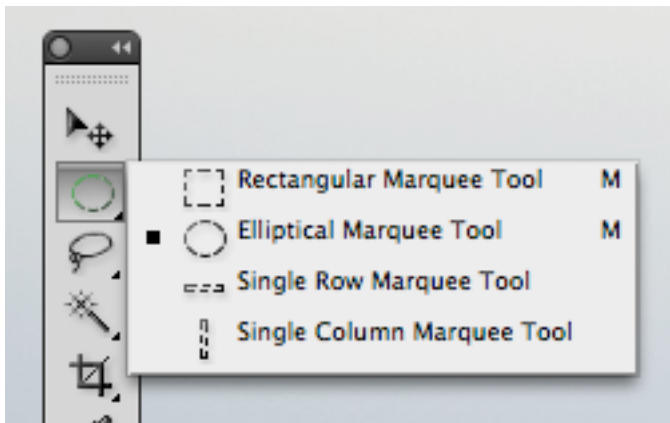 Rectangular Marquee Tool M
Elliptical Marquee Tool M
Single Row Marquee Tool
Single Column Marquee Tool